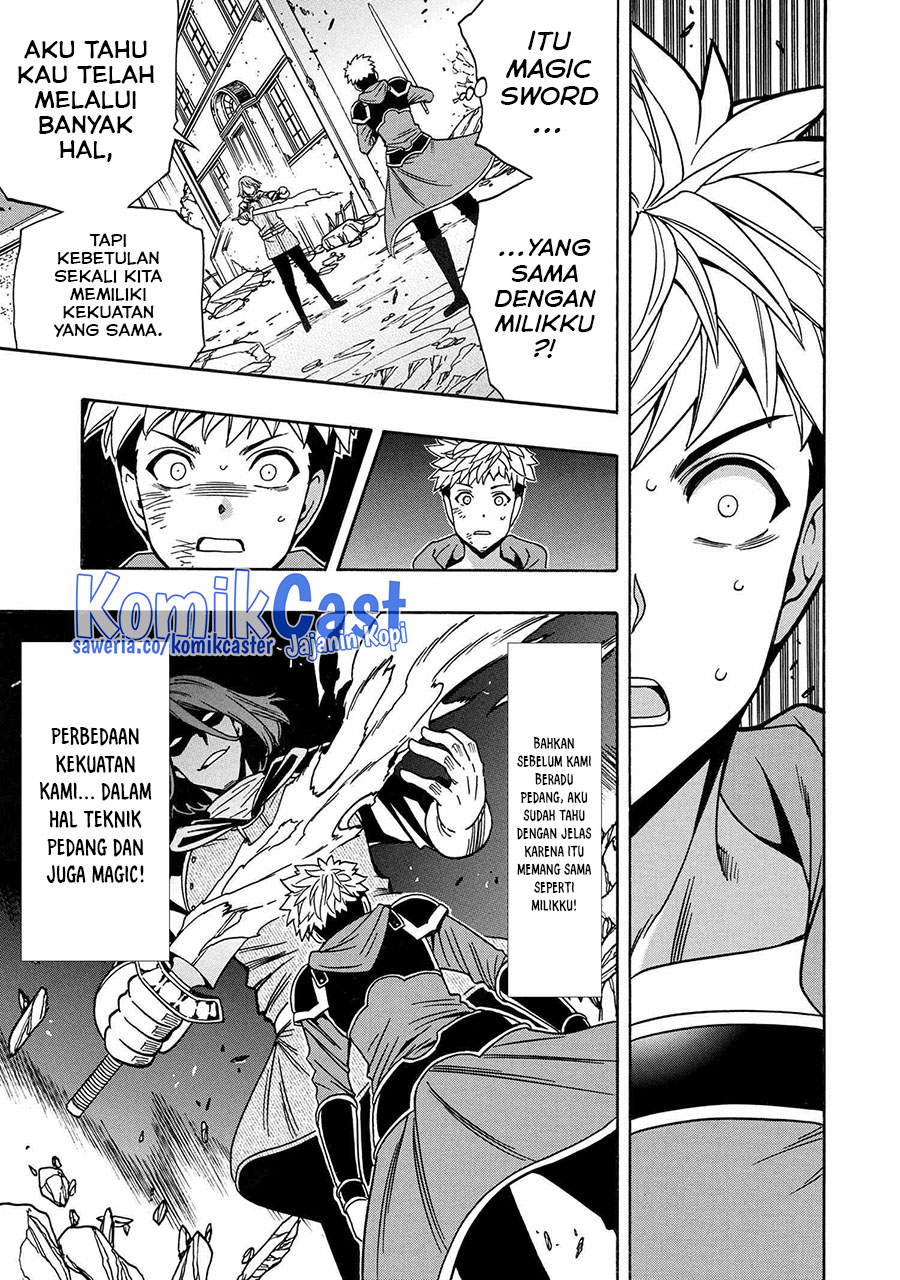 ITU
MAGIC
SWORD
...
...YANG
SAMA
DENGAN
MILIKKU
?!
AKU TAHU
KAU TELAH
MELALUI
BANYAK
HAL,
TAPI
KEBETULAN
SEKALI KITA
MEMILIKI
KEKUATAN
YANG SAMA.
KomikCast
saweria.co/komikcaster Jajanin Kopi
BAHKAN
SEBELUM KAMI
BERADU
PEDANG, AKU
SUDAH TAHU
DENGAN JELAS
KARENA ITU
MEMANG SAMA
SEPERTI
MILIKKU!
PERBEDAAN
KEKUATAN
KAMI... DALAM
HAL TEKNIK
PEDANG DAN
JUGA MAGIC!